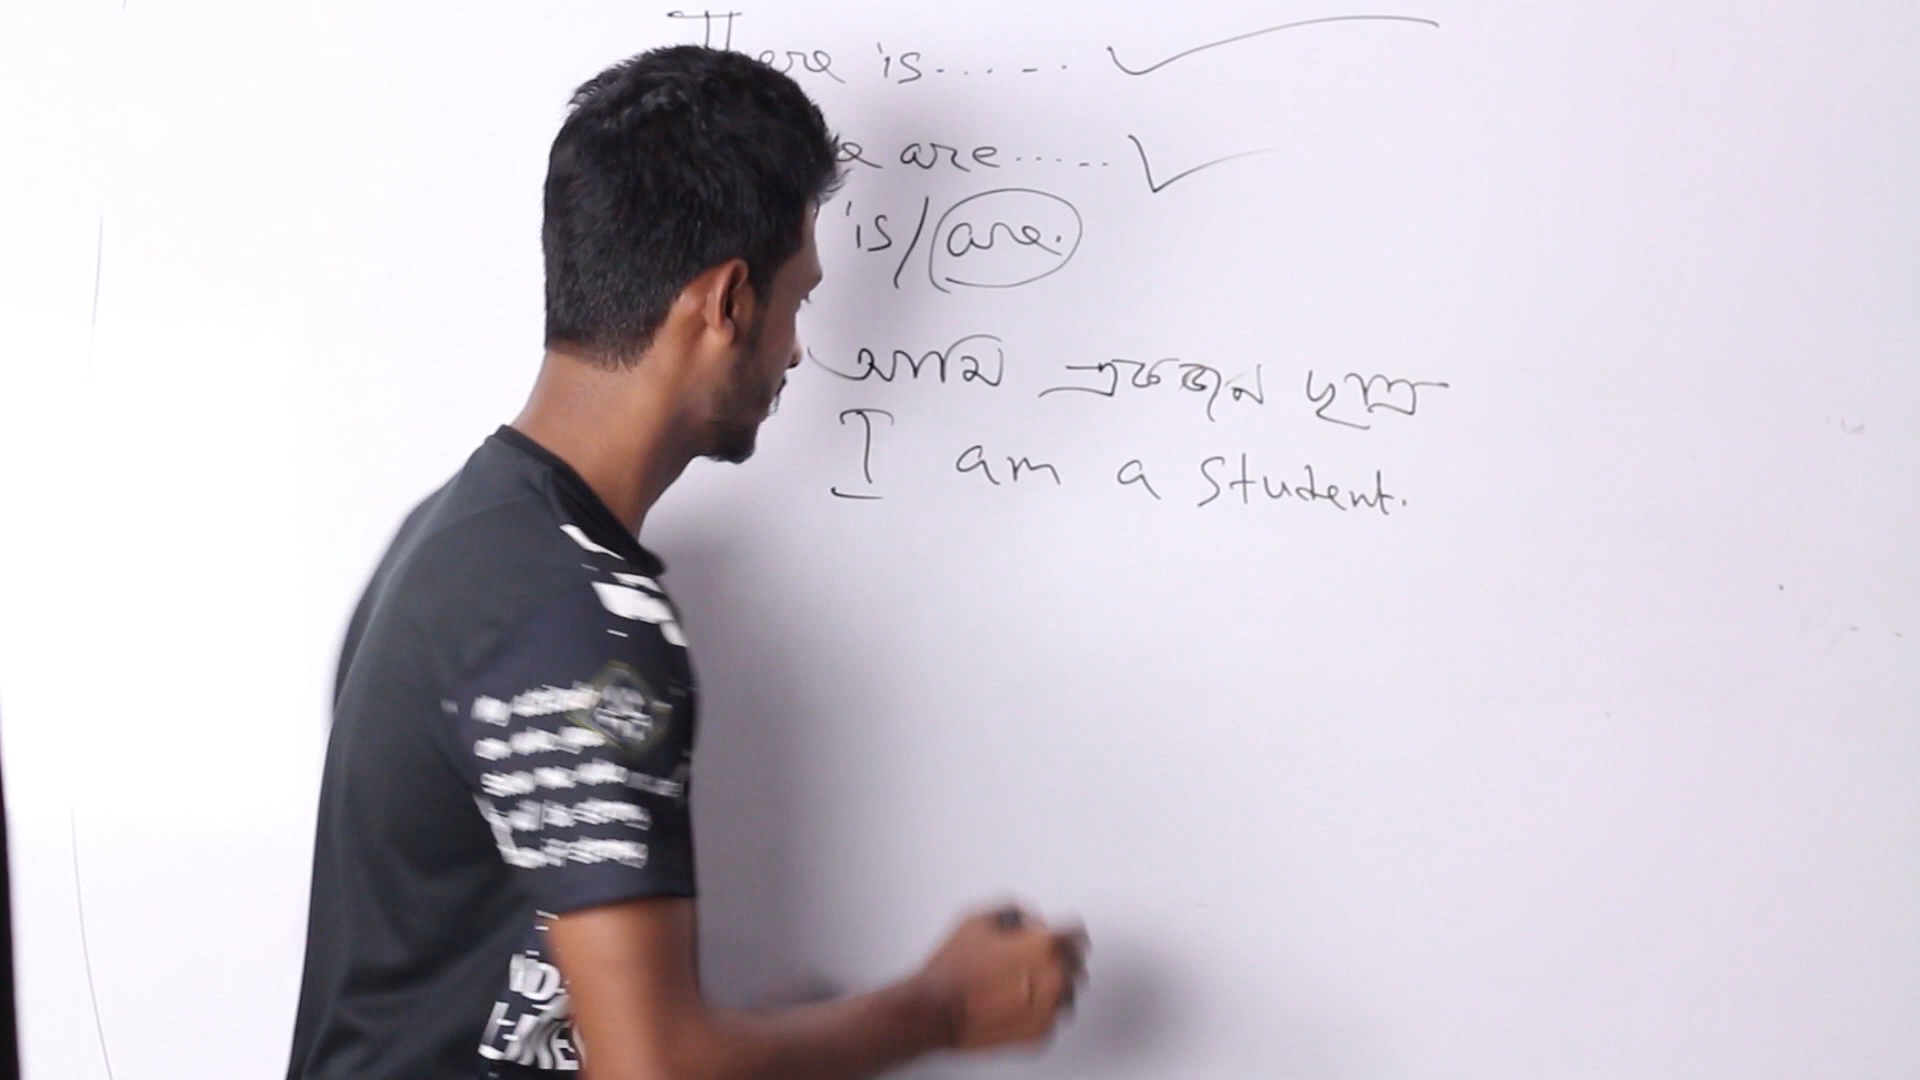 There is.....
are.....
is/are.
আমি একজন ছাত্র
I am a student.